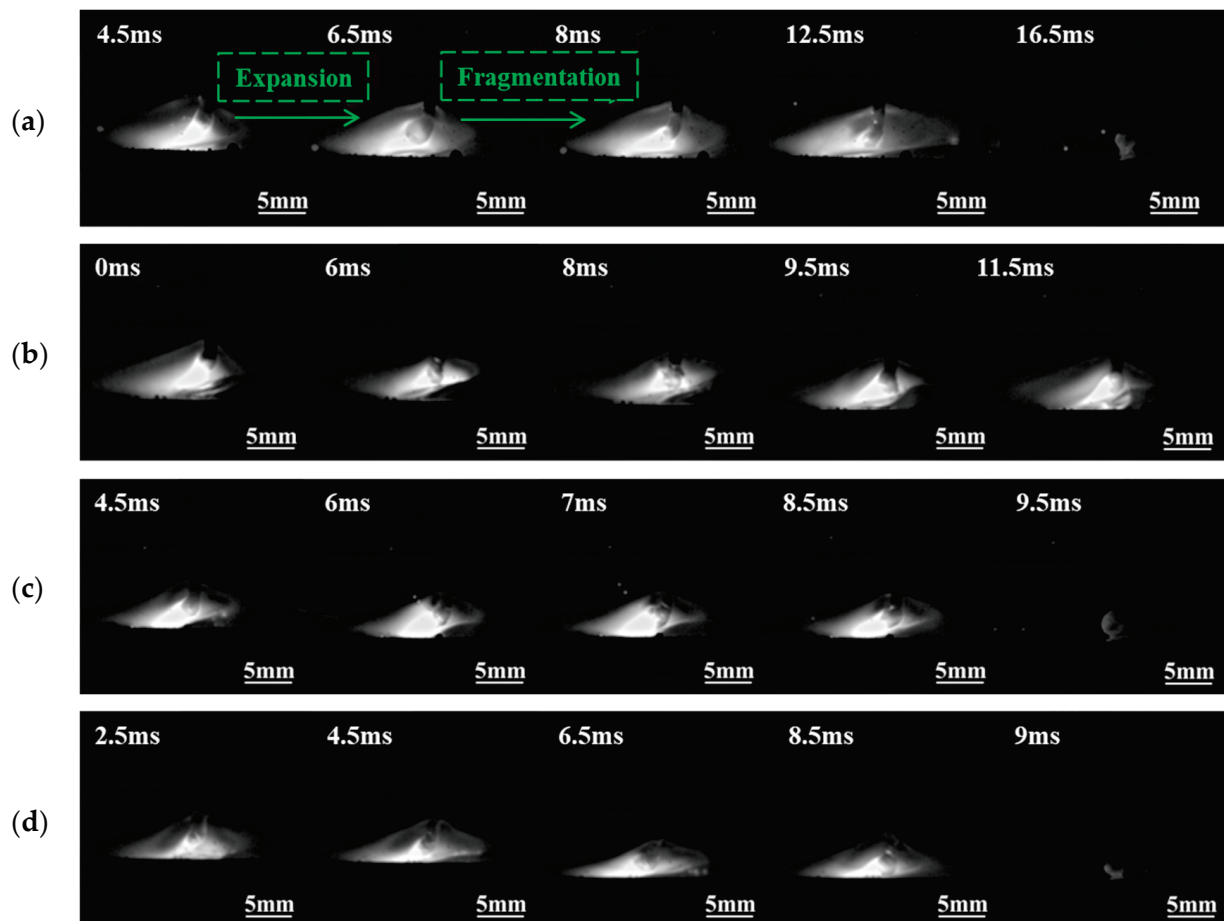 4.5ms 6.5ms 8ms 12.5ms 16.5ms
Expansion Fragmentation
(a)
5mm 5mm 5mm 5mm 5mm
0ms 6ms 8ms 9.5ms 11.5ms
(b)
5mm 5mm 5mm 5mm 5mm
4.5ms 6ms 7ms 8.5ms 9.5ms
(c)
5mm 5mm 5mm 5mm 5mm
2.5ms 4.5ms 6.5ms 8.5ms 9ms
(d)
5mm 5mm 5mm 5mm 5mm